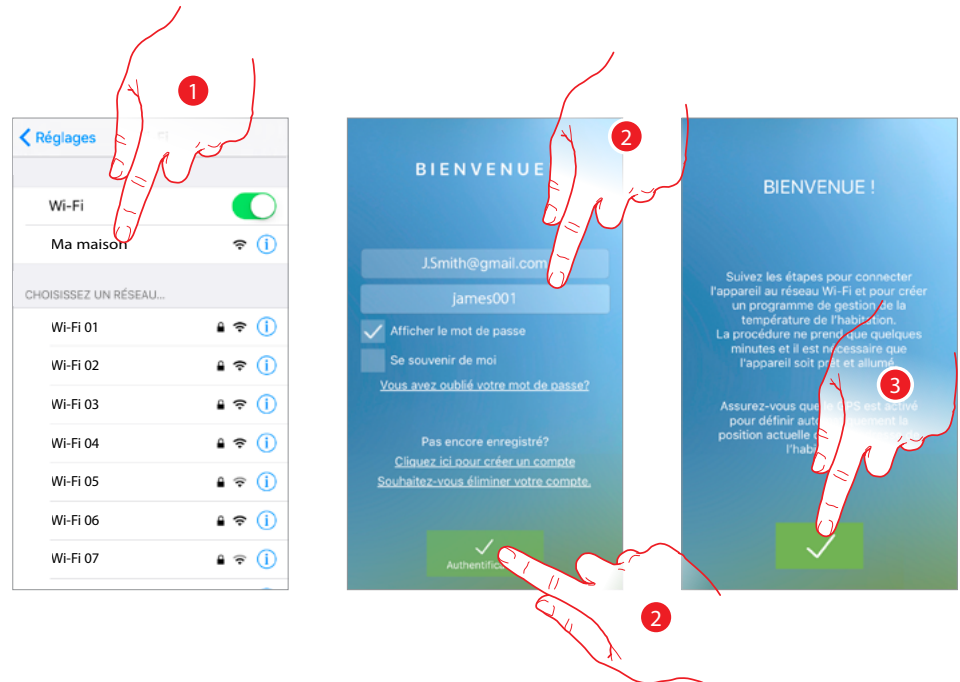 1
Réglages
Wi-Fi
Ma maison
CHOISISSEZ UN RÉSEAU...
Wi-Fi 01
Wi-Fi 02
Wi-Fi 03
Wi-Fi 04
Wi-Fi 05
Wi-Fi 06
Wi-Fi 07
2
BIENVENUE
J.Smith@gmail.com
james001
Afficher le mot de passe
Se souvenir de moi
Vous avez oublié votre mot de passe?
Pas encore enregistré?
Cliquez ici pour créer un compte
Souhaitez-vous éliminer votre compte.
2
BIENVENUE !
Suivez les étapes pour connecter
l'appareil au réseau Wi-Fi et pour créer
un programme de gestion de la
température de l'habitation.
La procédure ne prend que quelques
minutes et il est nécessaire que
l'appareil soit prêt et allumé.
3
Assurez-vous que GPS est activé
pour définir la
position actuelle